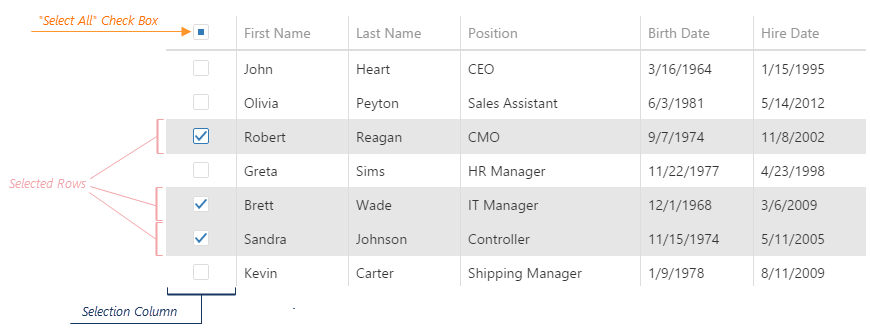 "Select All" Check Box
First Name Last Name Position Birth Date Hire Date
John Heart CEO 3/16/1964 1/15/1995
Olivia Peyton Sales Assistant 6/3/1981 5/14/2012
Robert Reagan CMO 9/7/1974 11/8/2002
Greta Sims HR Manager 11/22/1977 4/23/1998
Selected Rows
Brett Wade IT Manager 12/1/1968 3/6/2009
Sandra Johnson Controller 11/15/1974 5/11/2005
Kevin Carter Shipping Manager 1/9/1978 8/11/2009
Selection Column